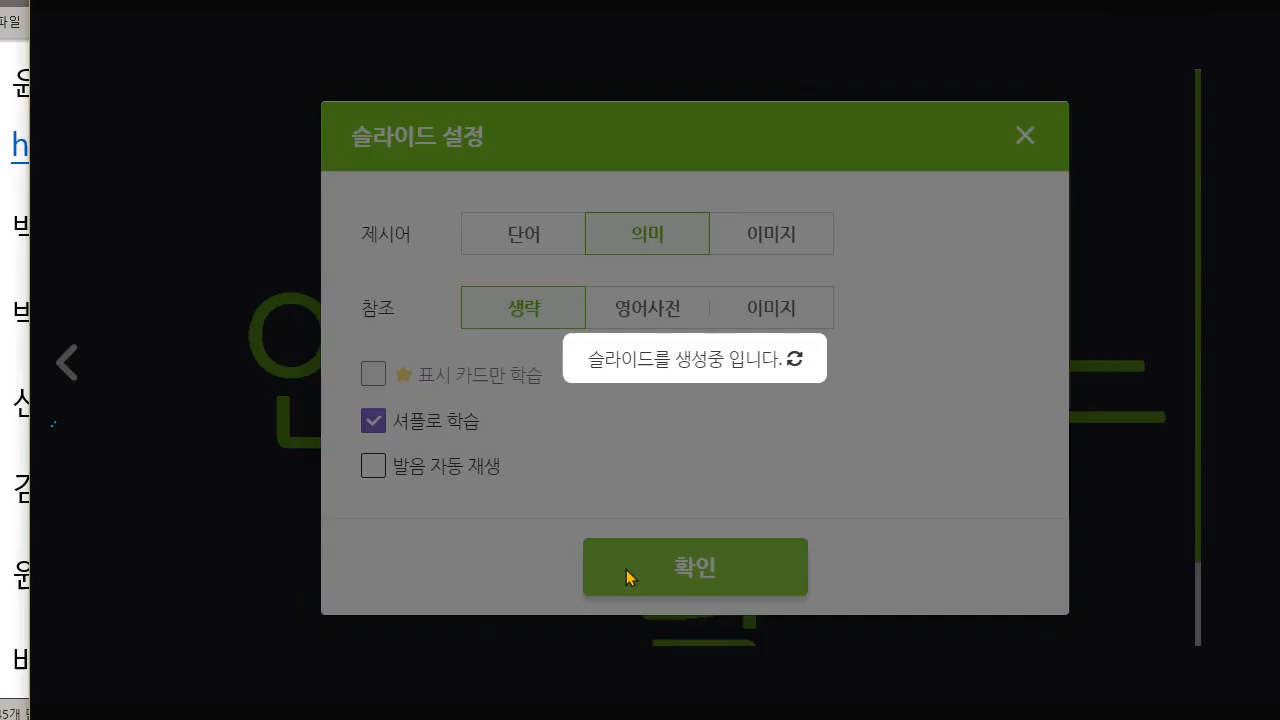 파일
슬라이드 설정
제시어 단어 의미 이미지
참조 생략 영어사전 이미지
슬라이드를 생성중 입니다.
표시 카드만 학습
셔플로 학습
발음 자동 재생
확인